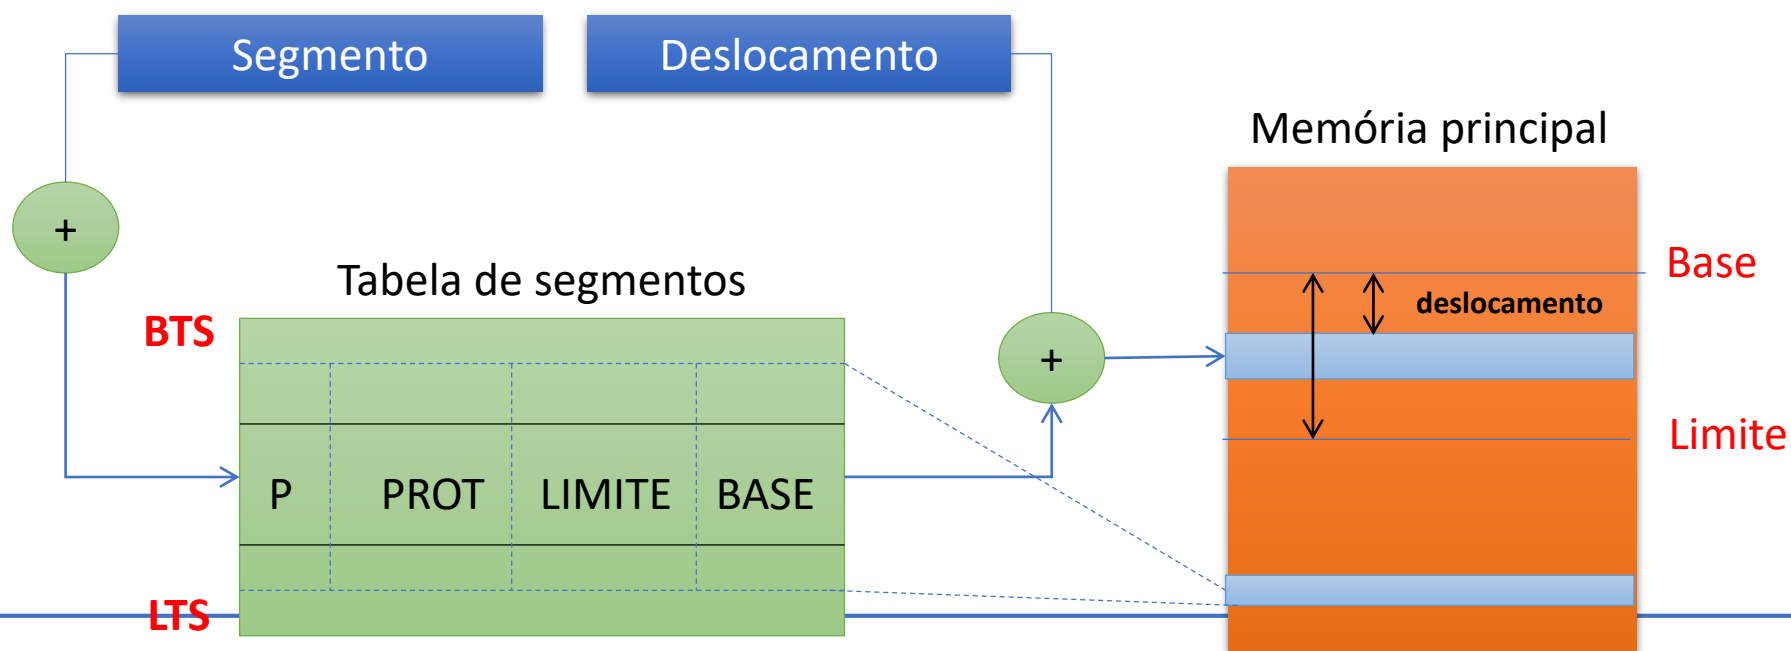 Segmento
Deslocamento
Memória principal
+
Tabela de segmentos
Base
deslocamento
BTS
+
Limite
P PROT LIMITE BASE
LTS